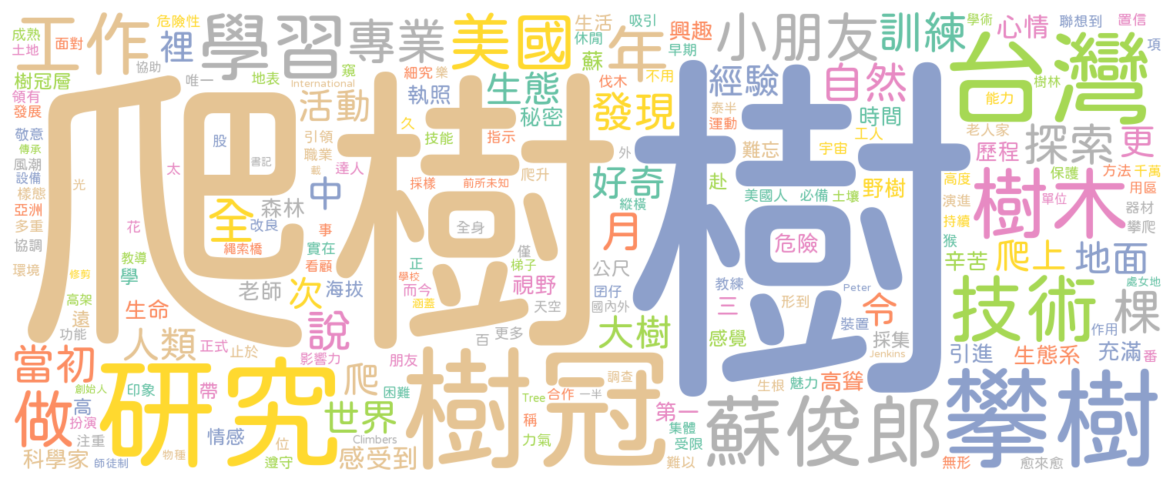 爬樹
樹
台灣
攀樹
研究
樹冠
工作
學習
專業
美國
年
小朋友
訓練
技術
樹木
蘇俊郎
自然
發現
生態
經驗
活動
裡
中
全
說
次
月
好奇
大樹
令
探索
更
棵
地面
爬上
當初
做
人類
爬
世界
感受到
森林
老師
視野
公尺
秘密
執照
蘇
興趣
心情
時間
歷程
辛苦
野樹
難忘
感覺
三
赴
高聳
採集
引進
生態系
充滿
科學家
情感
帶
高
印象
生命
遠
學
海拔
第一
樹冠層
領有
發展
成熟
土地
面對
危險性
協助
唯一
地表
窺
International
細究
樂
生活
休閒
吸引
早期
伐木
不用
泰半
運動
宇宙
工人
能力
樹林
學術
聯想到
置信
項
老人家
保護
方法
千萬
用區
高度
演進
單位
持續
器材
攀爬
猴
處女地
作用
番
愈來愈
無形
敬意
傳承
風潮
設備
樣態
亞洲
多重
協調
環境
光
太
花
事
教導
修剪
高架
功能
股
書記
戴
引領
職業
達人
改良
繩索橋
實在
看顧
正
而今
學校
涵蓋
久
技能
指示
採樣
前所未知
爬升
外
全身
僅
梯子
縱橫
囝仔
國內外
天空
百
更多
美國人
必備
土壤
危險
教練
形到
Peter
裝置
Jenkins
生根
魅力
調查
合作
一半
Tree
稱
力氣
集體
受限
難以
Climbers
困難
朋友
影響力
正式
止於
創始人
扮演
注重
師徒制
物種
位
遵守